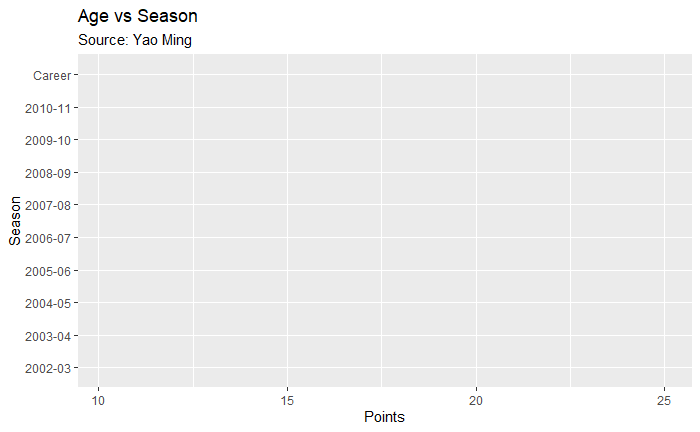 Age vs Season
Source: Yao Ming
Career
2010-11
2009-10
2008-09
2007-08
2006-07
2005-06
2004-05
2003-04
2002-03
Season
10 15 20 25
Points